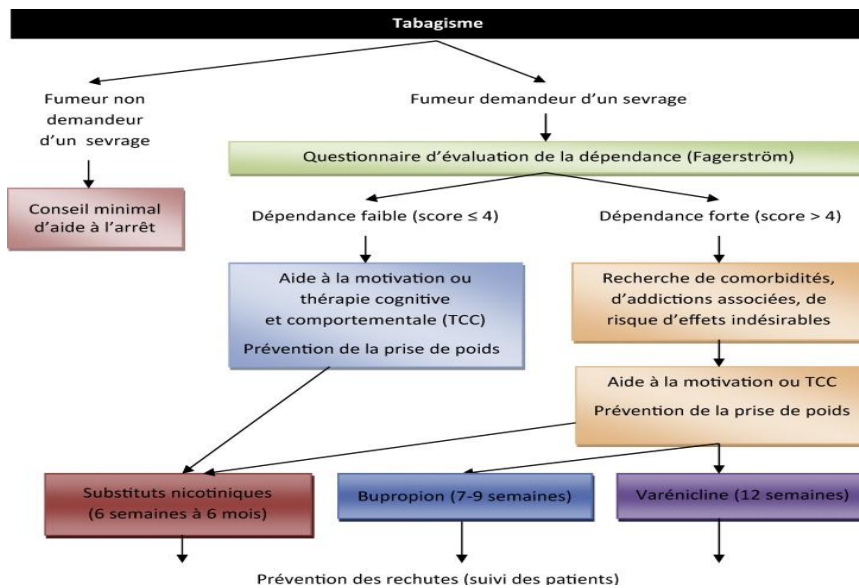 Tabagisme
Fumeur non
demandeur
d'un sevrage
Fumeur demandeur d'un sevrage
Questionnaire d'évaluation de la dépendance (Fagerström)
Conseil minimal
d'aide à l'arrêt
Dépendance faible (score ≤ 4)
Dépendance forte (score > 4)
Aide à la motivation ou
thérapie cognitive
et comportementale (TCC)
Prévention de la prise de poids
Recherche de comorbidités,
d'addictions associées, de
risque d'effets indésirables
Aide à la motivation ou TCC
Prévention de la prise de poids
Substituts nicotiniques
(6 semaines à 6 mois)
Bupropion (7-9 semaines)
Varénicline (12 semaines)
Prévention des rechutes (suivi des patients)